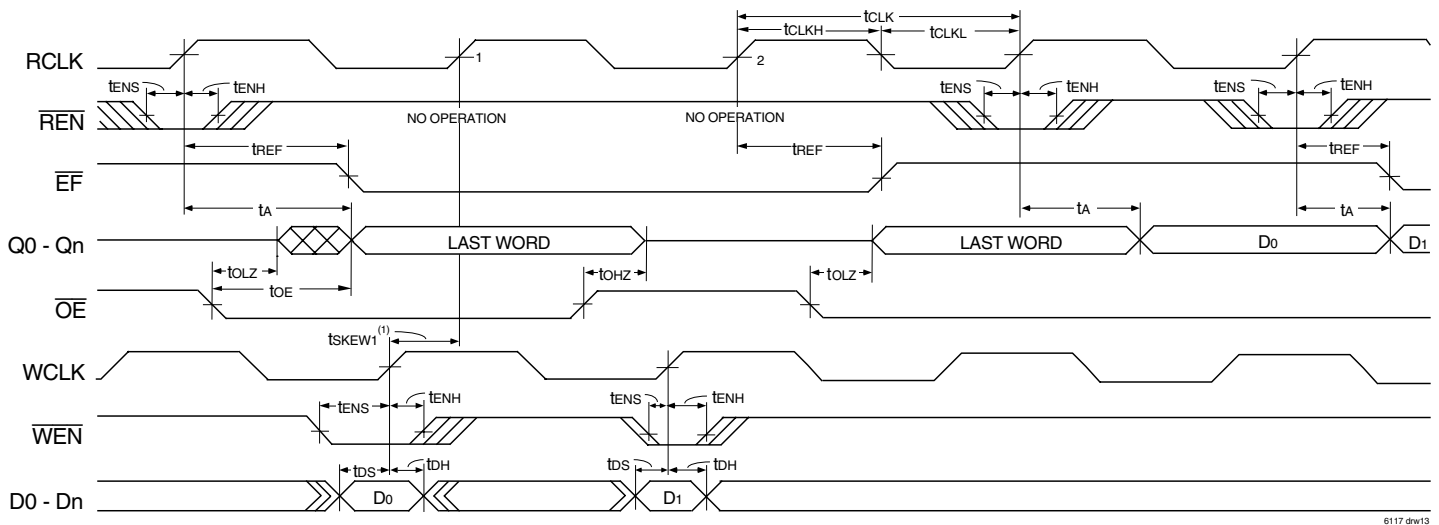 tCLK
tCLKH tCLKL
RCLK 1 2
tENS tENH tENS tENH tENS tENH
REN NO OPERATION NO OPERATION
tREF tREF tREF
EF
tA tA tA
Q0 - Qn LAST WORD LAST WORD D0 D1
tOLZ tOHZ tOLZ
tOE
OE
tSKEW1(1)
WCLK
tENS tENH tENS tENH
WEN
tDS tDH tDS tDH
D0 - Dn D0 D1
6117 drw13